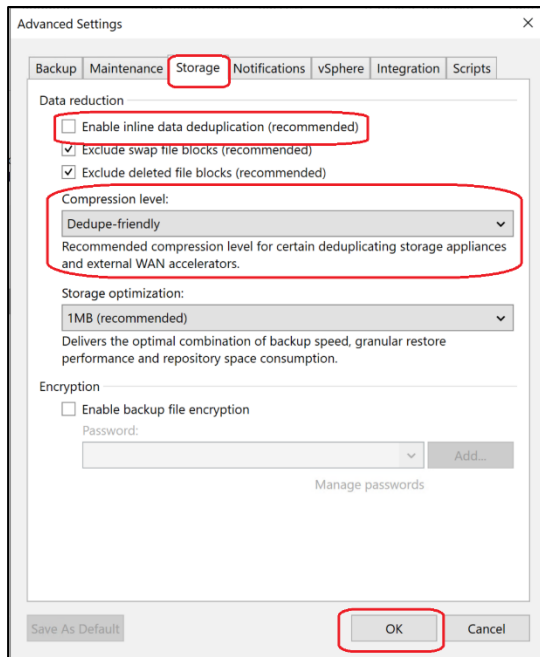 Advanced Settings
Backup Maintenance Storage Notifications vSphere Integration Scripts
Data reduction
Enable inline data deduplication (recommended)
Exclude swap file blocks (recommended)
Exclude deleted file blocks (recommended)
Compression level:
Dedupe-friendly
Recommended compression level for certain deduplicating storage appliances
and external WAN accelerators.
Storage optimization:
1MB (recommended)
Delivers the optimal combination of backup speed, granular restore
performance and repository space consumption.
Encryption
Enable backup file encryption
Password:
Add...
Manage passwords
Save As Default OK Cancel